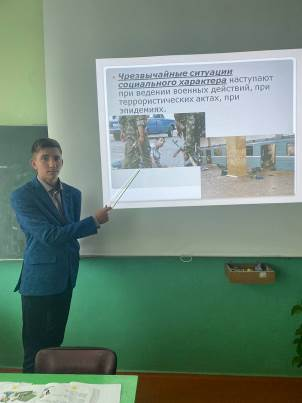 Чрезвычайные ситуации
социального характера наступают
при ведении военных действий, при
террористических актах, при
эпидемиях.